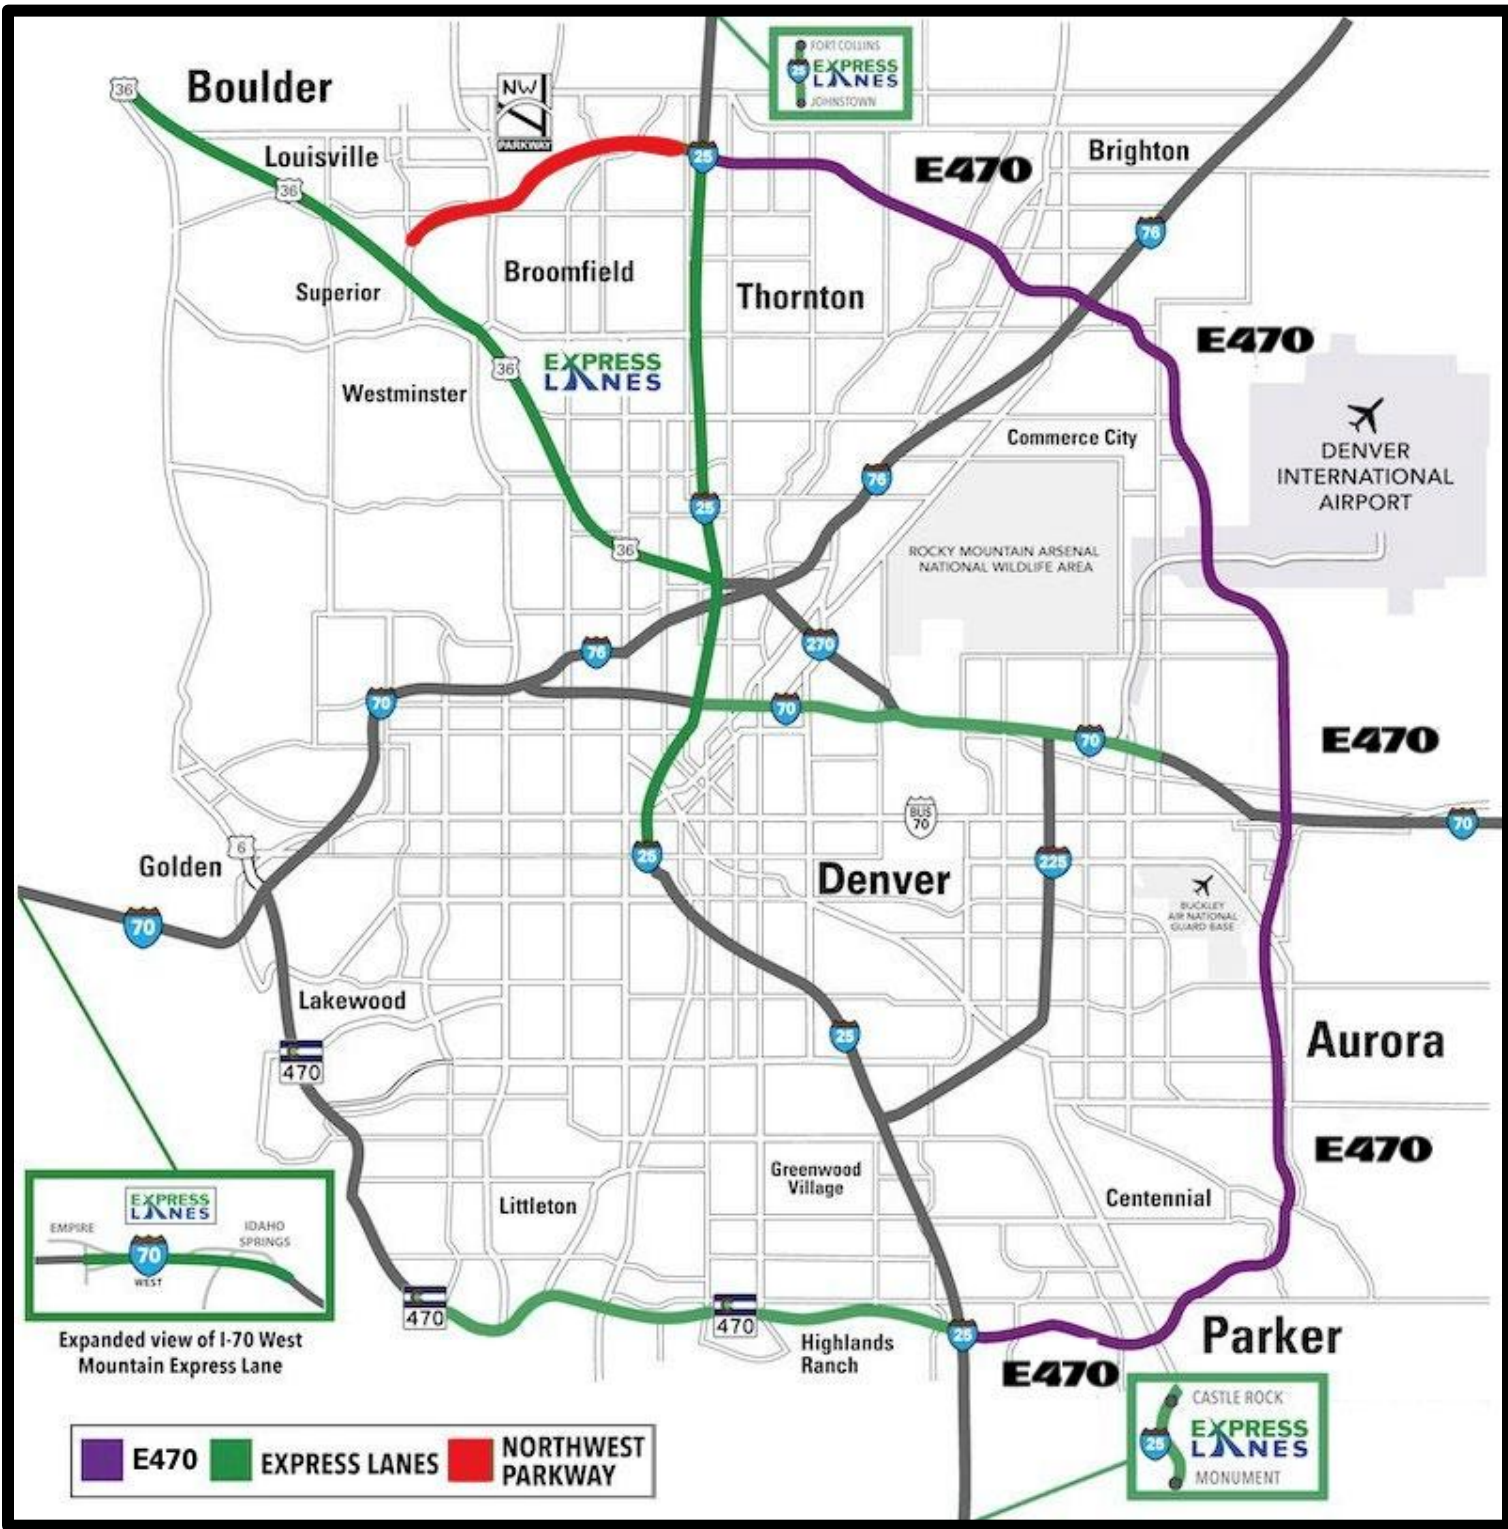 FORT COLLINS
25
EXPRESS
LANES
JOHNSTOWN
36
Boulder
NW
PARKWAY
Louisville
25
E470
Brighton
36
76
Superior
Broomfield
Thornton
E470
36
EXPRESS
LANES
Westminster
Commerce City
DENVER
INTERNATIONAL
AIRPORT
76
25
36
ROCKY MOUNTAIN ARSENAL
NATIONAL WILDLIFE AREA
76
270
70
70
70
E470
BUS
70
70
6
Golden
25
Denver
225
BUCKLEY
AIR NATIONAL
GUARD BASE
70
Lakewood
25
Aurora
470
E470
Greenwood
Village
Littleton
Centennial
EXPRESS
LANES
EMPIRE
IDAHO
SPRINGS
70
WEST
470
470
Highlands
Ranch
25
Parker
Expanded view of I-70 West
Mountain Express Lane
E470
CASTLE ROCK
25
EXPRESS
LANES
MONUMENT
E470
EXPRESS LANES
NORTHWEST
PARKWAY